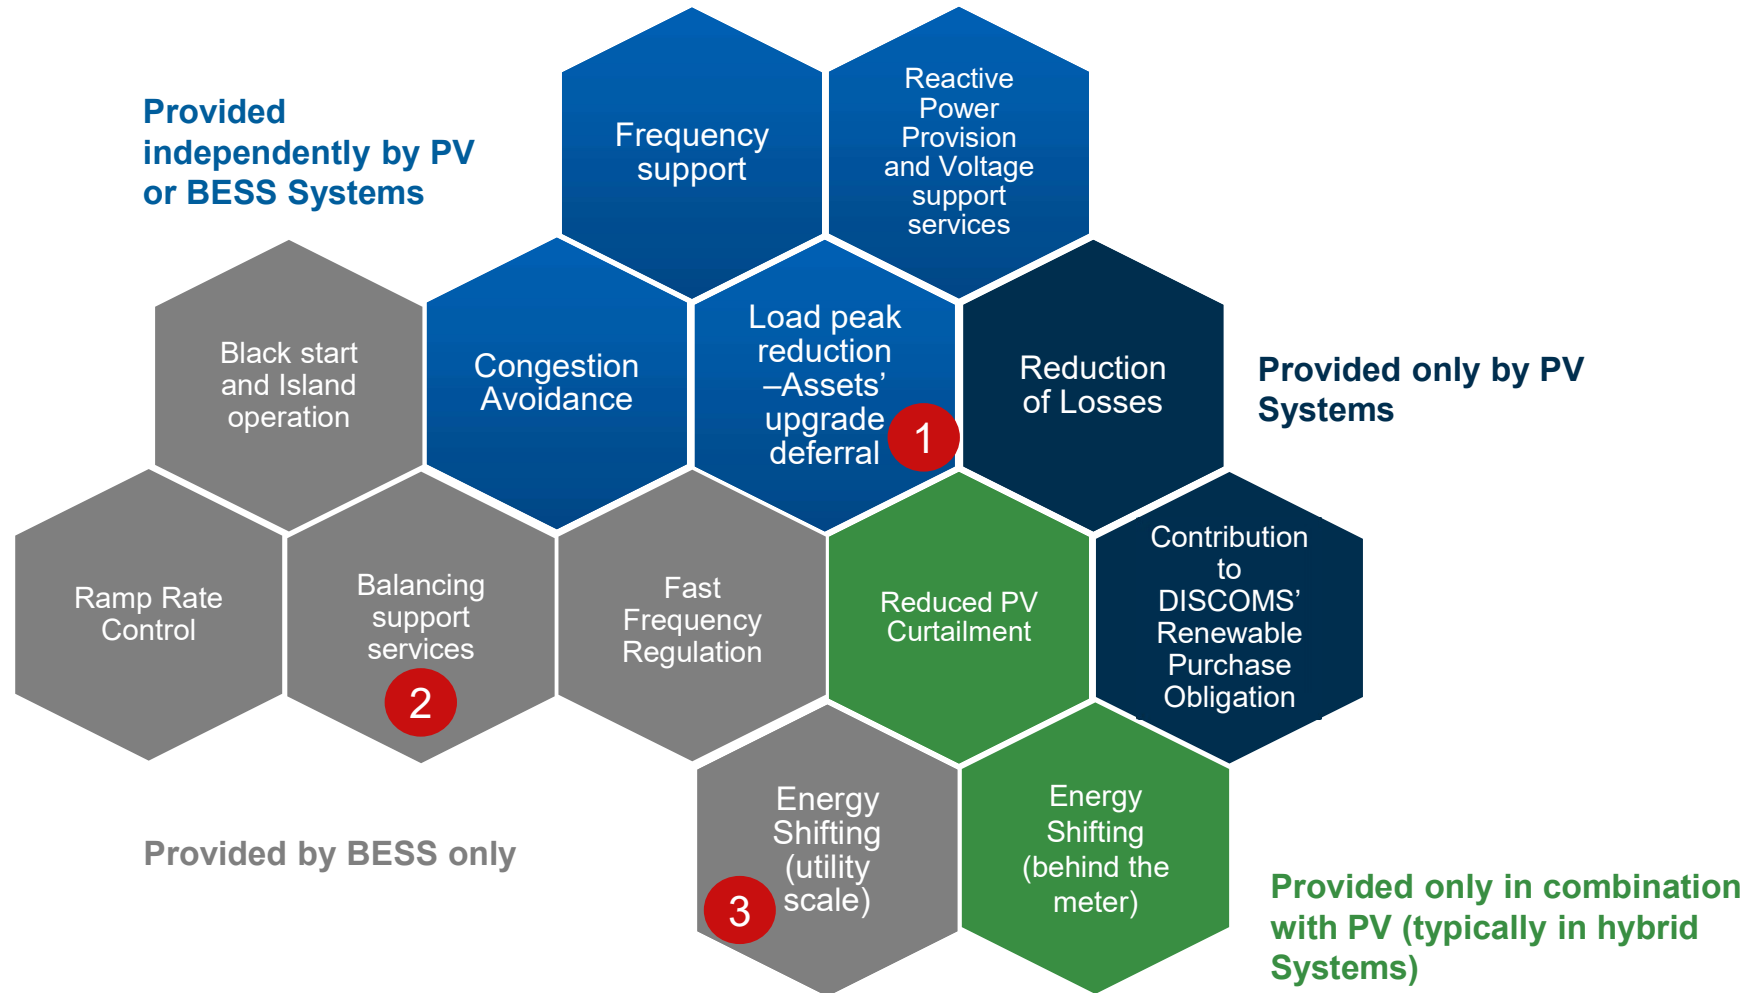 Provided
independently by PV
or BESS Systems
Frequency
support
Reactive
Power
Provision
and Voltage
support
services
Black start
and Island
operation
Congestion
Avoidance
Load peak
reduction
–Assets’
upgrade
deferral
1
Reduction
of Losses
Provided only by PV
Systems
Ramp Rate
Control
Balancing
support
services
2
Fast
Frequency
Regulation
Reduced PV
Curtailment
Contribution
to
DISCOMS’
Renewable
Purchase
Obligation
Provided by BESS only
Energy
Shifting
(utility
scale)
3
Energy
Shifting
(behind the
meter)
Provided only in combination
with PV (typically in hybrid
Systems)